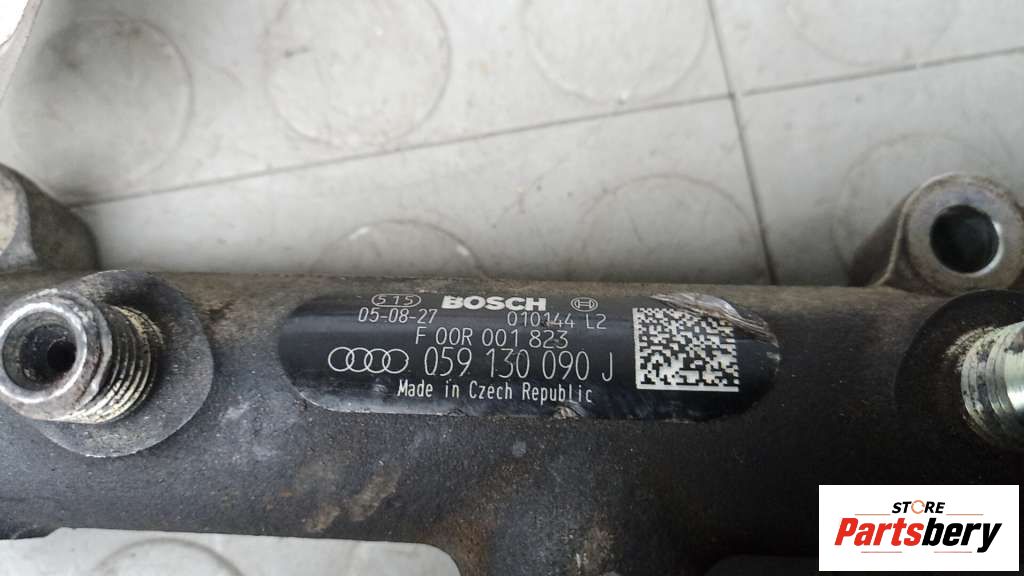 515 BOSCH
05-08-27 010144 L2
F 00R 001 823
059 130 090 J
Made in Czech Republic
STORE
Partsbery